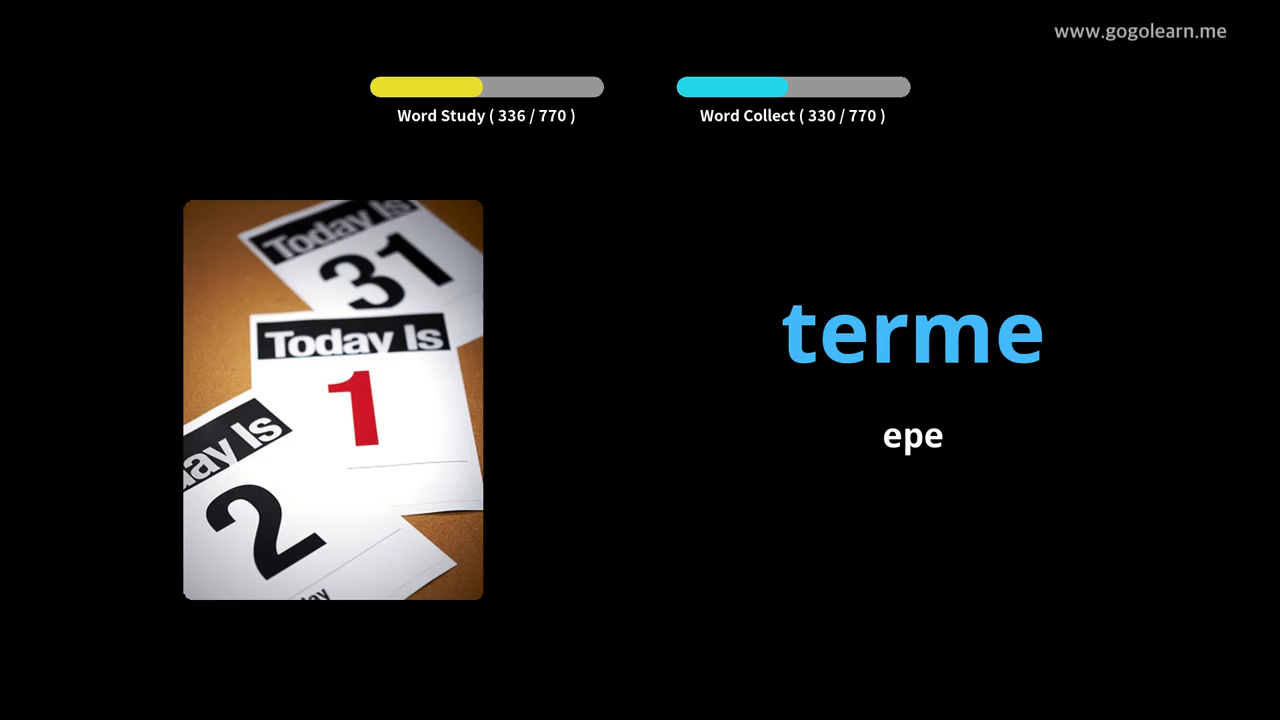 www.gogolearn.me
Word Study ( 336 / 770 )
Word Collect ( 330 / 770 )
Today Is
31
Today Is
1
ay Is
2
terme
epe